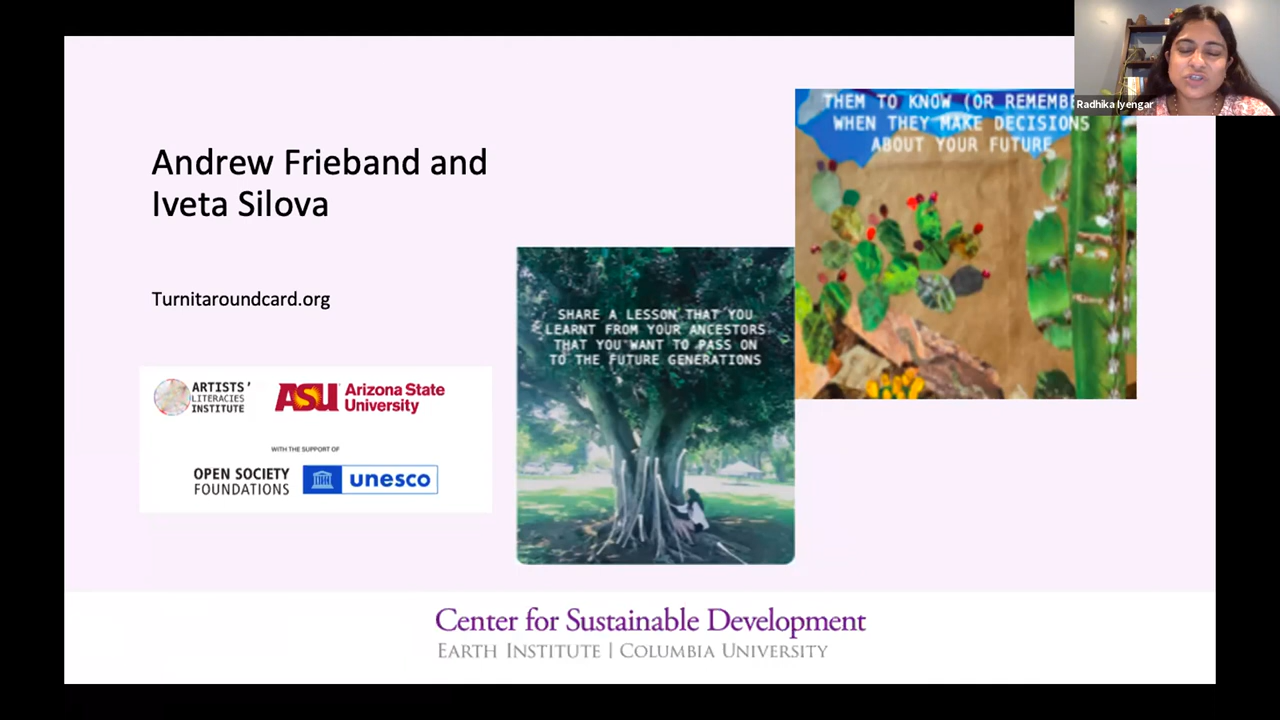 Andrew Frieband and
Iveta Silova
Turnitaroundcard.org
ARTISTS'
LITERACIES
INSTITUTE
ASU Arizona State
University
WITH THE SUPPORT OF
OPEN SOCIETY
FOUNDATIONS
unesco
SHARE A LESSON THAT YOU
LEARNT FROM YOUR ANCESTORS
THAT YOU WANT TO PASS ON
TO THE FUTURE GENERATIONS
THEM TO KNOW (OR
WHEN THEY MAKE DECISIONS
ABOUT YOUR FUTURE
Radhika Iyengar
Center for Sustainable Development
EARTH INSTITUTE | COLUMBIA UNIVERSITY